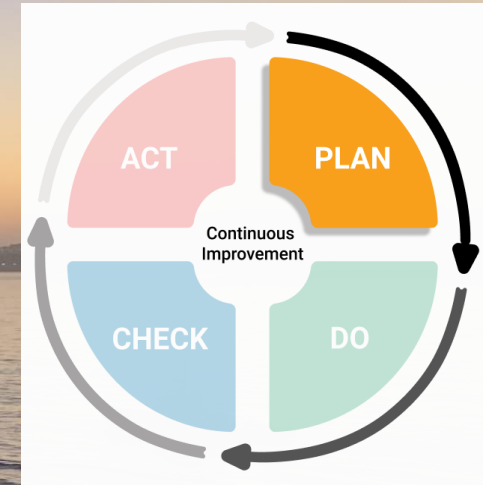 ACT
PLAN
Continuous
Improvement
CHECK
DO